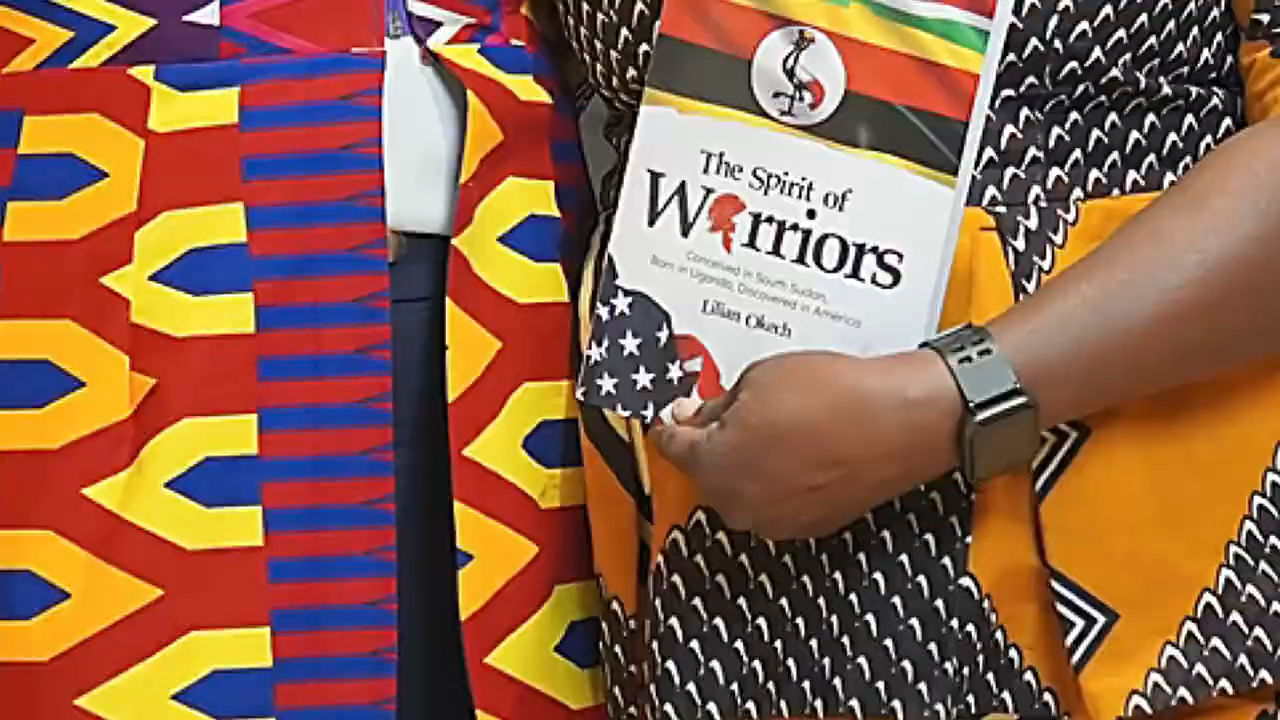 The Spirit of
Warriors
Conceived in South Sudan,
Born in Uganda, Discovered in America
Lilian Okech